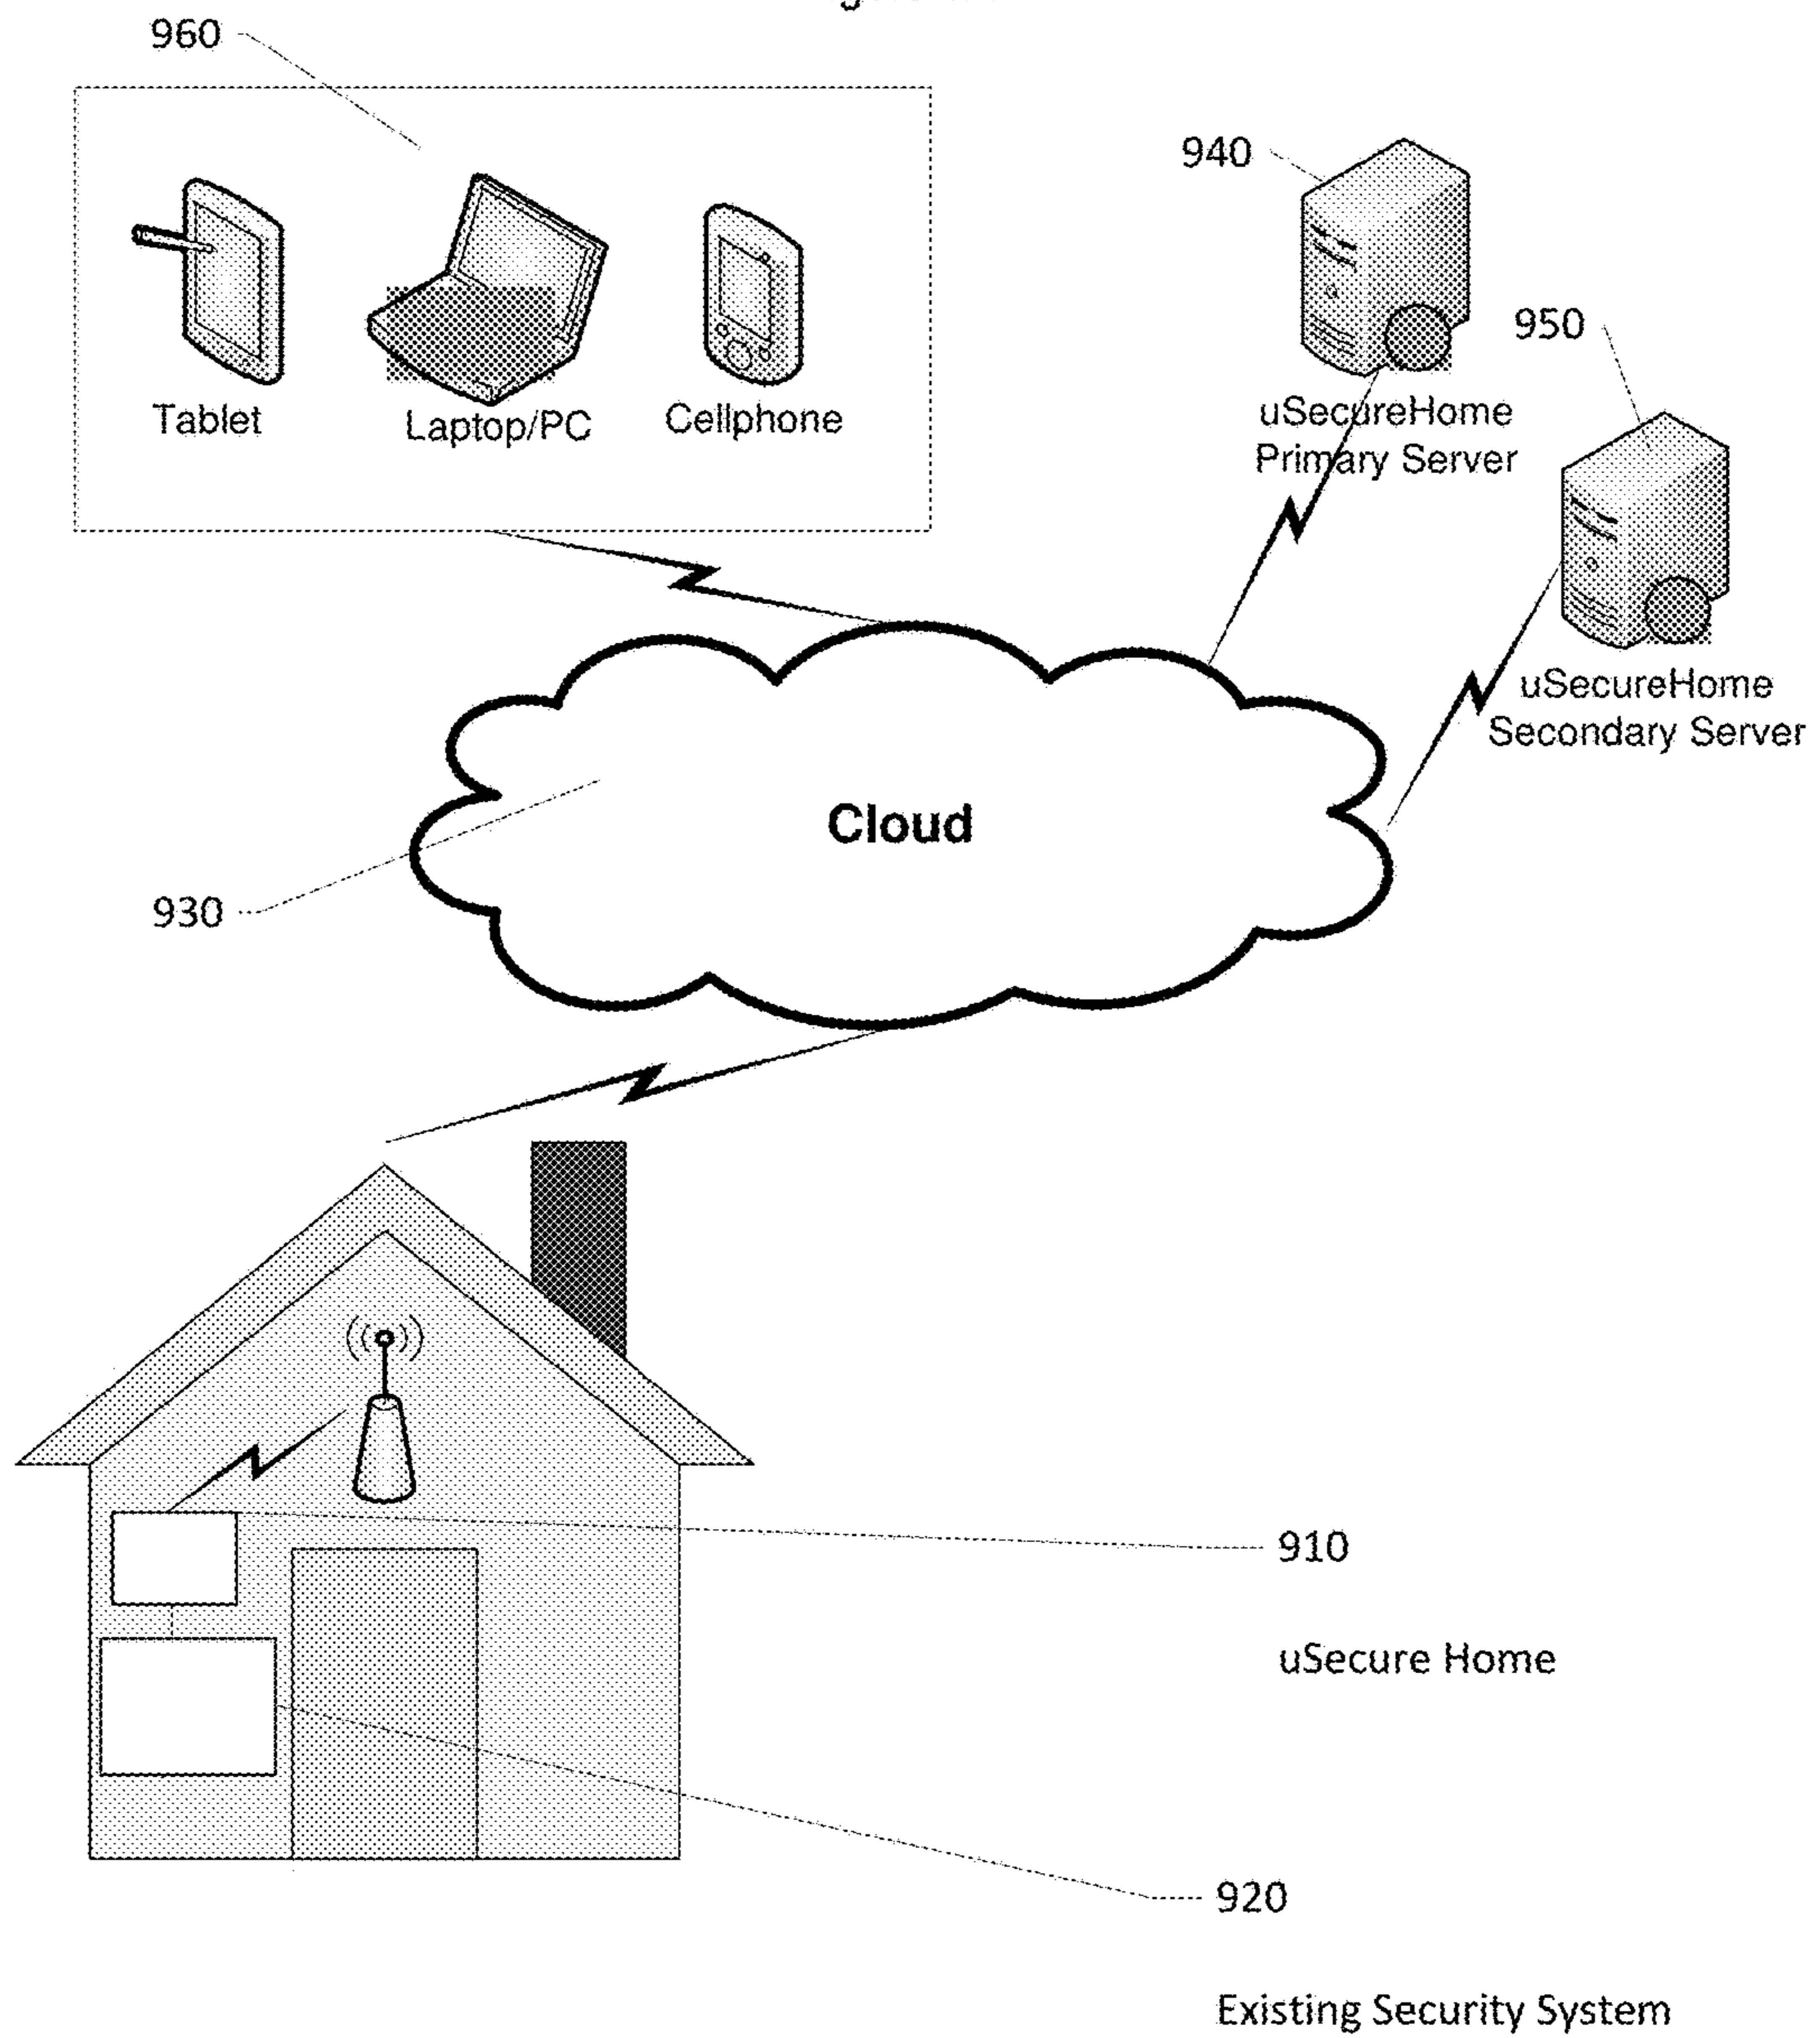 960
940
950
Tablet
Laptop/PC
Cellphone
uSecureHome
Primary Server
uSecureHome
Secondary Server
Cloud
930
910
uSecure Home
920
Existing Security System